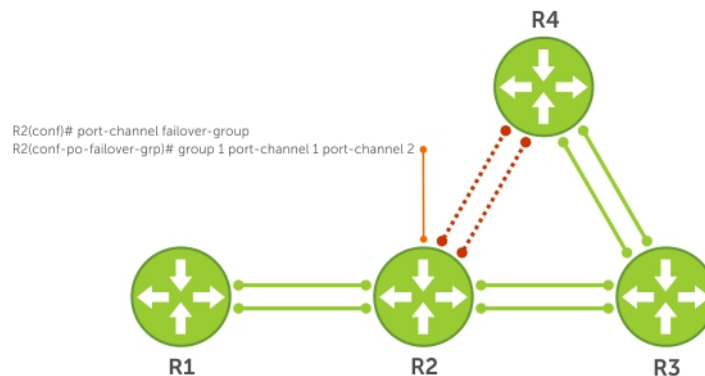 R4
R2(conf)# port-channel failover-group
R2(conf-po-failover-grp)# group 1 port-channel 1 port-channel 2
R1
R2
R3